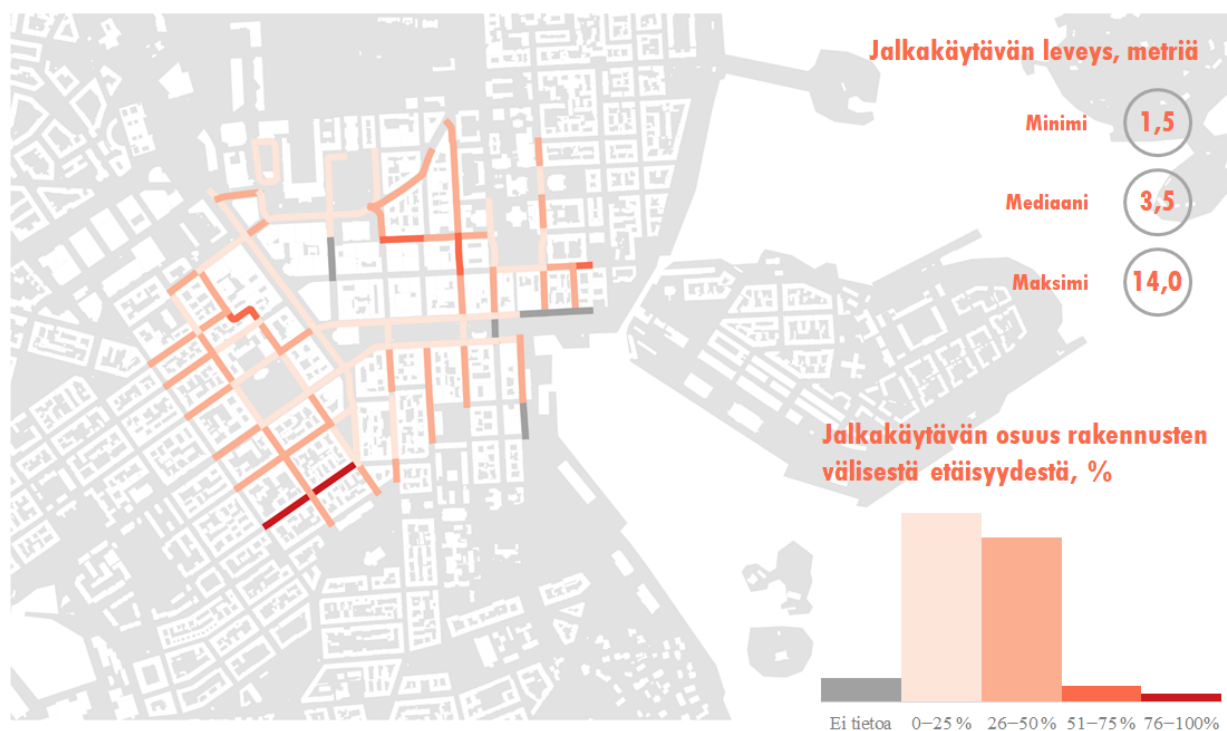 Jalkakäytävän leveys, metriä
Minimi 1,5
Mediaani 3,5
Maksimi 14,0
Jalkakäytävän osuus rakennusten
välisestä etäisyydestä, %
Ei tietoa 0–25 % 26–50 % 51–75 % 76–100%